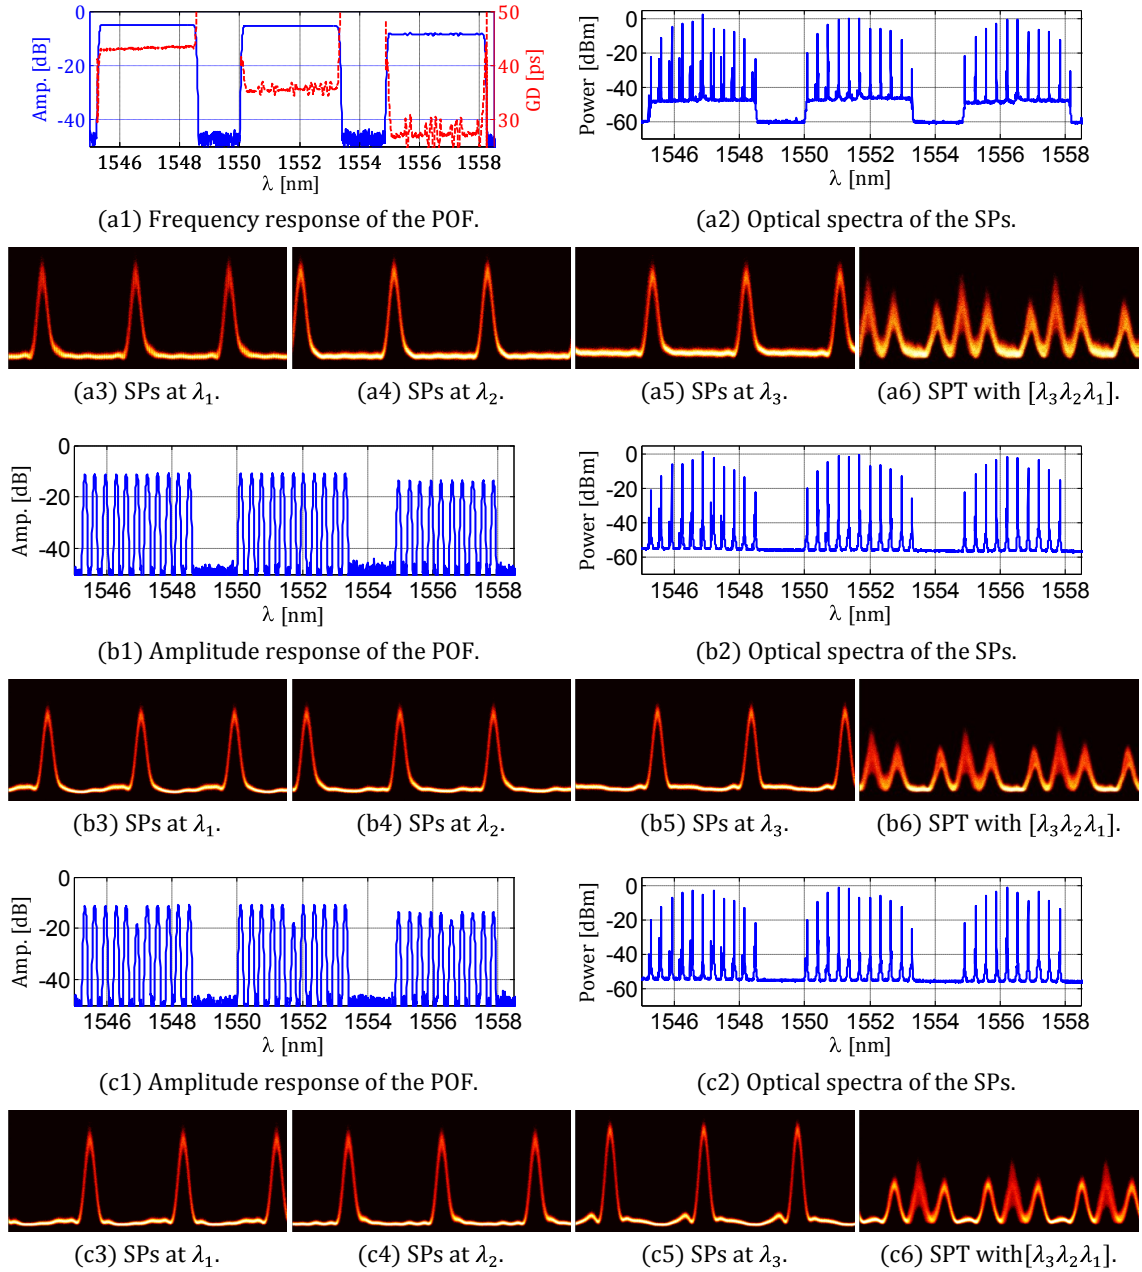 0
-20
-40
Amp. [dB]
50
40
30
GD [ps]
1546 1548 1550 1552 1554 1556 1558
λ [nm]
(a1) Frequency response of the POF.
0
-20
-40
-60
Power [dBm]
1546 1548 1550 1552 1554 1556 1558
λ [nm]
(a2) Optical spectra of the SPs.
(a3) SPs at λ₁.
(a4) SPs at λ₂.
(a5) SPs at λ₃.
(a6) SPT with [λ₃λ₂λ₁].
0
-20
-40
Amp. [dB]
1546 1548 1550 1552 1554 1556 1558
λ [nm]
(b1) Amplitude response of the POF.
0
-20
-40
-60
Power [dBm]
1546 1548 1550 1552 1554 1556 1558
λ [nm]
(b2) Optical spectra of the SPs.
(b3) SPs at λ₁.
(b4) SPs at λ₂.
(b5) SPs at λ₃.
(b6) SPT with [λ₃λ₂λ₁].
0
-20
-40
Amp. [dB]
1546 1548 1550 1552 1554 1556 1558
λ [nm]
(c1) Amplitude response of the POF.
0
-20
-40
-60
Power [dBm]
1546 1548 1550 1552 1554 1556 1558
λ [nm]
(c2) Optical spectra of the SPs.
(c3) SPs at λ₁.
(c4) SPs at λ₂.
(c5) SPs at λ₃.
(c6) SPT with[λ₃λ₂λ₁].